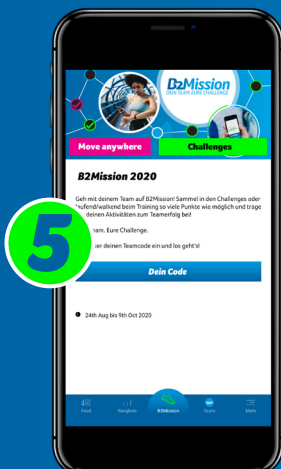 B2Mission
DEIN TEAM. EURE CHALLENGE
Move anywhere
Challenges
B2Mission 2020
Geh mit deinem Team auf B2Mission! Sammel in den Challenges oder
laufend/walkend beim Training so viele Punkte wie möglich und trage
deinen Aktivitäten zum Teamerfolg bei!
5
eam. Eure Challenge.
ier deinen Teamcode ein und los geht's!
Dein Code
24th Aug bis 9th Oct 2020
Feed
Rangliste
B2Mission
Team
Mehr